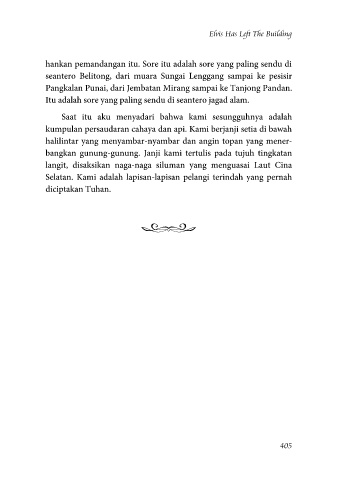 Elvis Has Left The Building
hankan pemandangan itu. Sore itu adalah sore yang paling sendu di
seantero Belitong, dari muara Sungai Lenggang sampai ke pesisir
Pangkalan Punai, dari Jembatan Mirang sampai ke Tanjong Pandan.
Itu adalah sore yang paling sendu di seantero jagad alam.
Saat itu aku menyadari bahwa kami sesungguhnya adalah
kumpulan persaudaran cahaya dan api. Kami berjanji setia di bawah
halilintar yang menyambar-nyambar dan angin topan yang mener-
bangkan gunung-gunung. Janji kami tertulis pada tujuh tingkatan
langit, disaksikan naga-naga siluman yang menguasai Laut Cina
Selatan. Kami adalah lapisan-lapisan pelangi terindah yang pernah
diciptakan Tuhan.
405